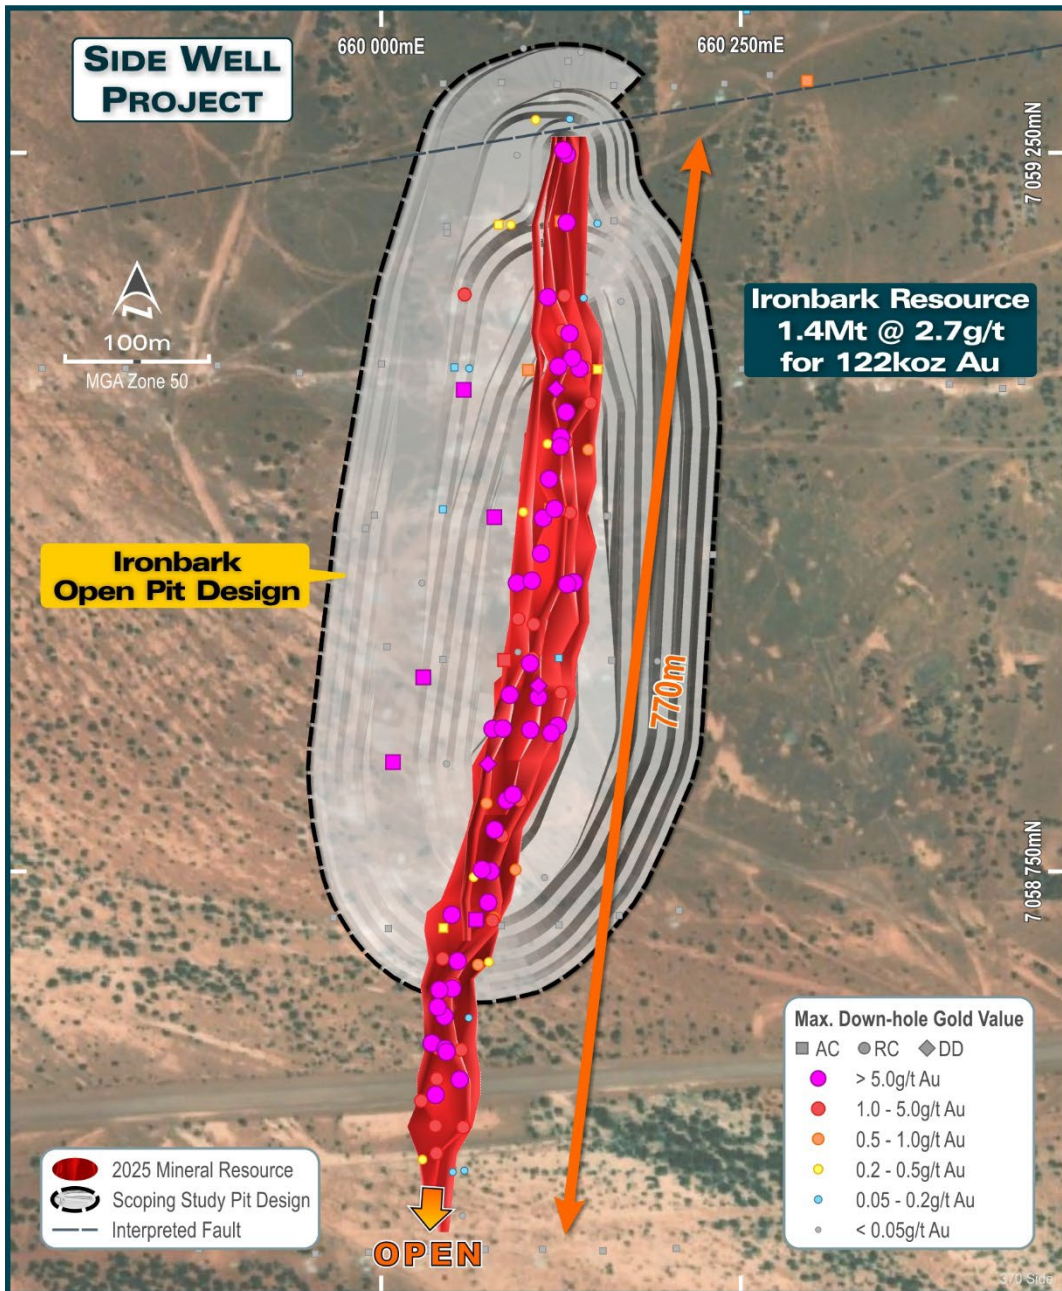 SIDE WELL
PROJECT
660 000mE
660 250mE
7 059 250mN
N
100m
MGA Zone 50
Ironbark Resource
1.4Mt @ 2.7g/t
for 122koz Au
Ironbark
Open Pit Design
770m
7 058 750mN
Max. Down-hole Gold Value
AC RC DD
> 5.0g/t Au
1.0 - 5.0g/t Au
0.5 - 1.0g/t Au
0.2 - 0.5g/t Au
0.05 - 0.2g/t Au
< 0.05g/t Au
2025 Mineral Resource
Scoping Study Pit Design
Interpreted Fault
OPEN
370 Side